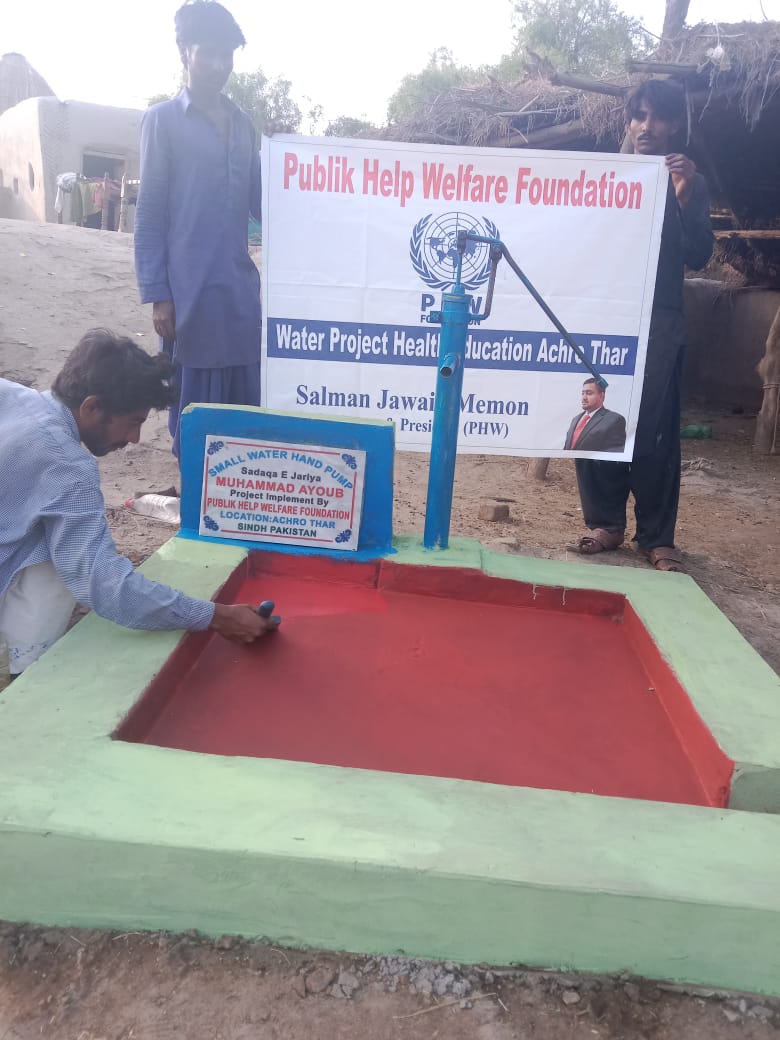 Publik Help Welfare Foundation
Water Project Health Education Achro Thar
Salman Jawaid Memon
& President (PHW)
SMALL WATER HAND PUMP
Sadaqa E Jariya
MUHAMMAD AYOUB
Project Implement By
PUBLIK HELP WELFARE FOUNDATION
LOCATION:ACHRO THAR
SINDH PAKISTAN